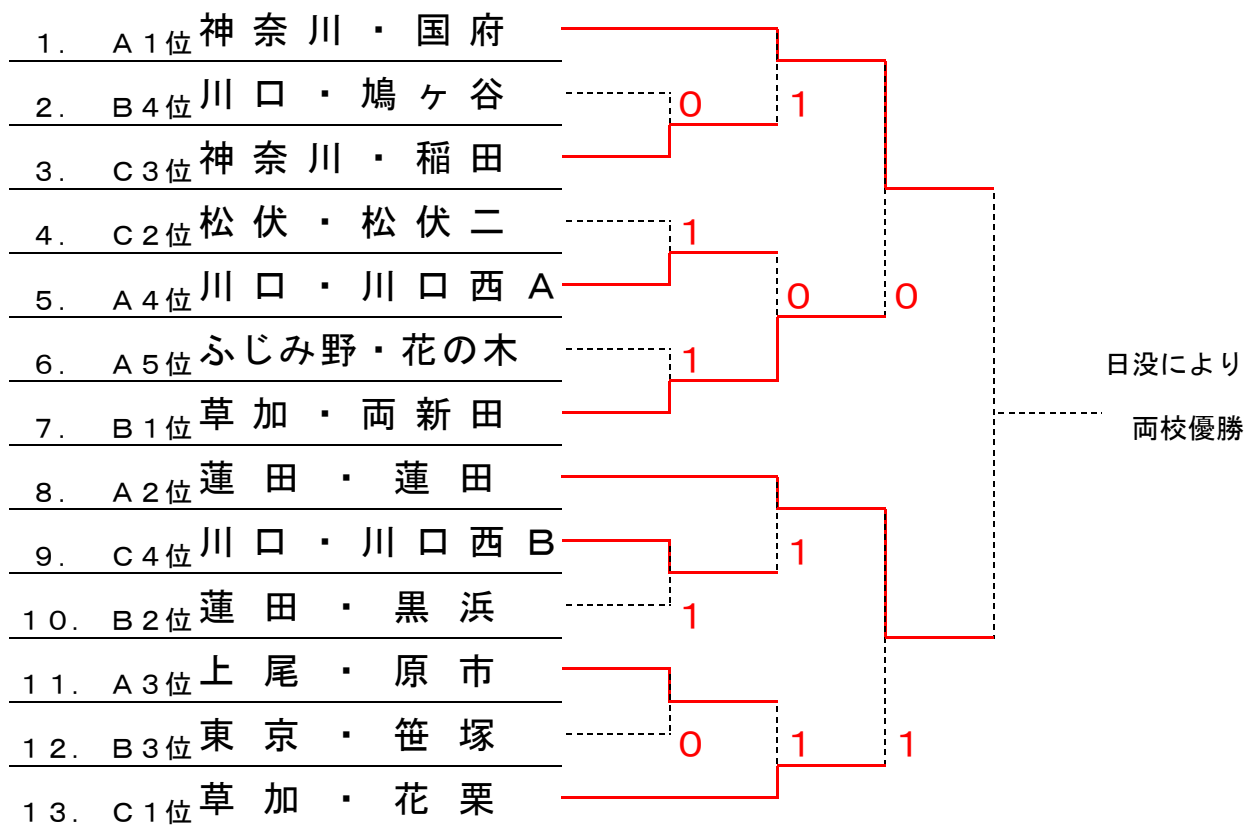 １． Ａ１位 神奈川・国府
２． Ｂ４位 川口・鳩ヶ谷
０ １
３． Ｃ３位 神奈川・稲田
４． Ｃ２位 松伏・松伏二
１
５． Ａ４位 川口・川口西Ａ
０ ０
６． Ａ５位 ふじみ野・花の木
１
日没により
７． Ｂ１位 草加・両新田
両校優勝
８． Ａ２位 蓮田・蓮田
９． Ｃ４位 川口・川口西Ｂ
１
１０． Ｂ２位 蓮田・黒浜
１
１１． Ａ３位 上尾・原市
１２． Ｂ３位 東京・笹塚
０ １ １
１３． Ｃ１位 草加・花栗